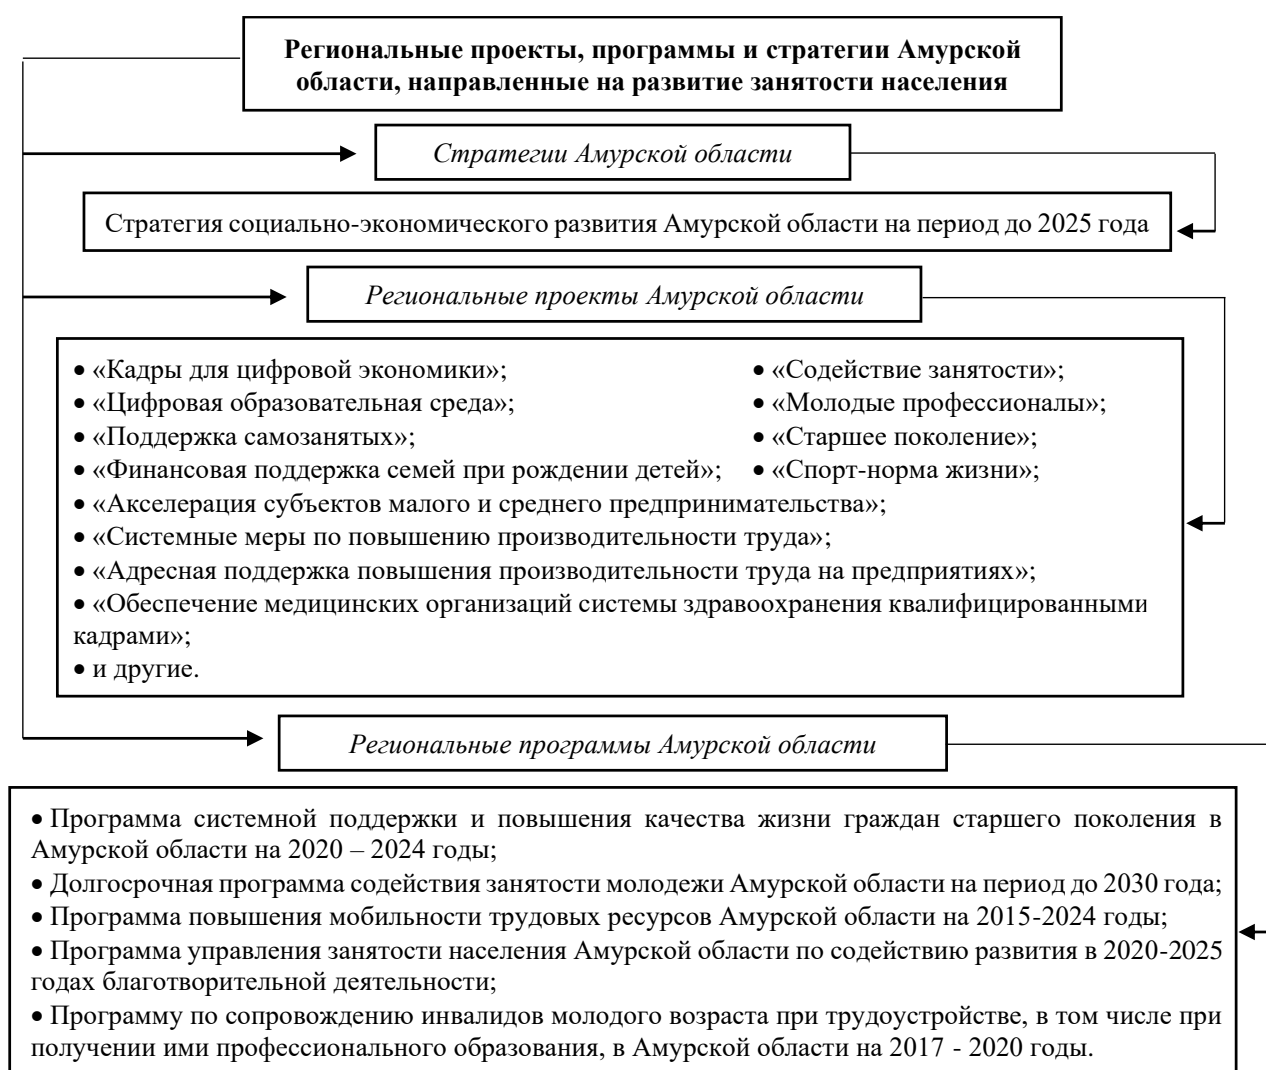 Региональные проекты, программы и стратегии Амурской
области, направленные на развитие занятости населения
Стратегии Амурской области
Стратегия социально-экономического развития Амурской области на период до 2025 года
Региональные проекты Амурской области
• «Кадры для цифровой экономики»; • «Содействие занятости»;
• «Цифровая образовательная среда»; • «Молодые профессионалы»;
• «Поддержка самозанятых»; • «Старшее поколение»;
• «Финансовая поддержка семей при рождении детей»; • «Спорт-норма жизни»;
• «Акселерация субъектов малого и среднего предпринимательства»;
• «Системные меры по повышению производительности труда»;
• «Адресная поддержка повышения производительности труда на предприятиях»;
• «Обеспечение медицинских организаций системы здравоохранения квалифицированными
кадрами»;
• и другие.
Региональные программы Амурской области
• Программа системной поддержки и повышения качества жизни граждан старшего поколения в
Амурской области на 2020 – 2024 годы;
• Долгосрочная программа содействия занятости молодежи Амурской области на период до 2030 года;
• Программа повышения мобильности трудовых ресурсов Амурской области на 2015-2024 годы;
• Программа управления занятости населения Амурской области по содействию развития в 2020-2025
годах благотворительной деятельности;
• Программу по сопровождению инвалидов молодого возраста при трудоустройстве, в том числе при
получении ими профессионального образования, в Амурской области на 2017 - 2020 годы.